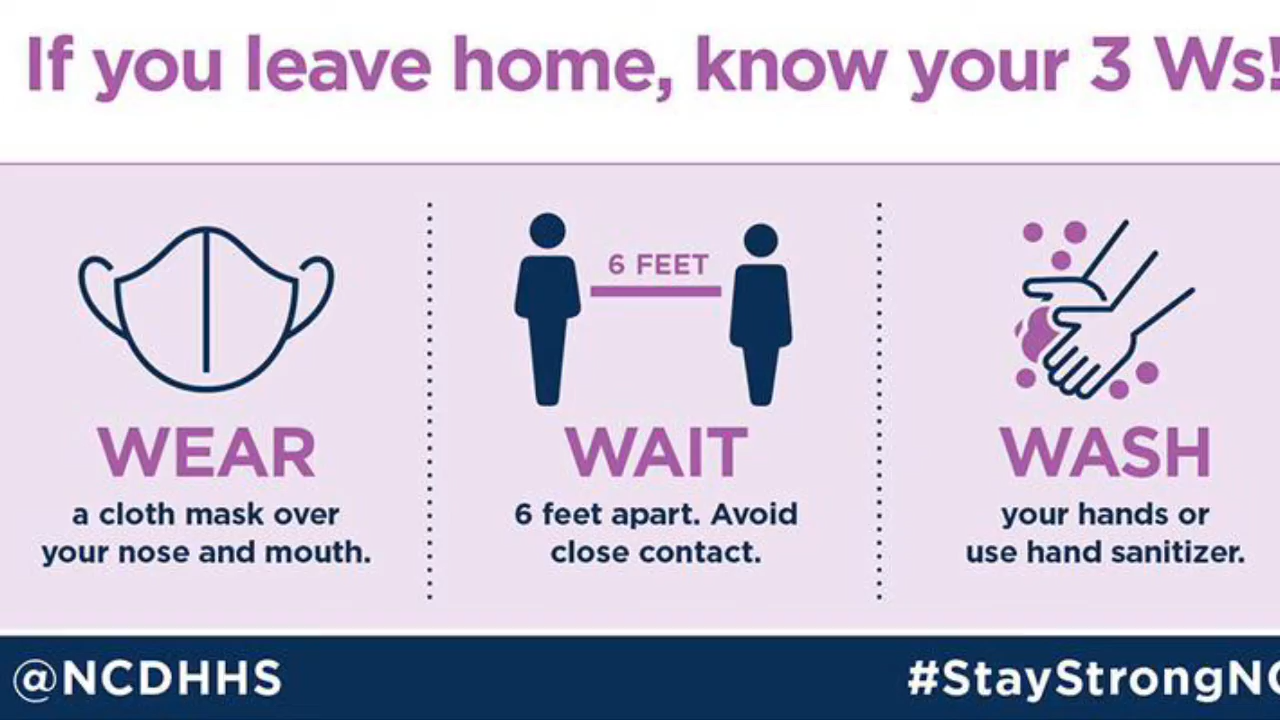 If you leave home, know your 3 Ws!
6 FEET
WEAR
a cloth mask over
your nose and mouth.
WAIT
6 feet apart. Avoid
close contact.
WASH
your hands or
use hand sanitizer.
@NCDHHS
#StayStrongNC